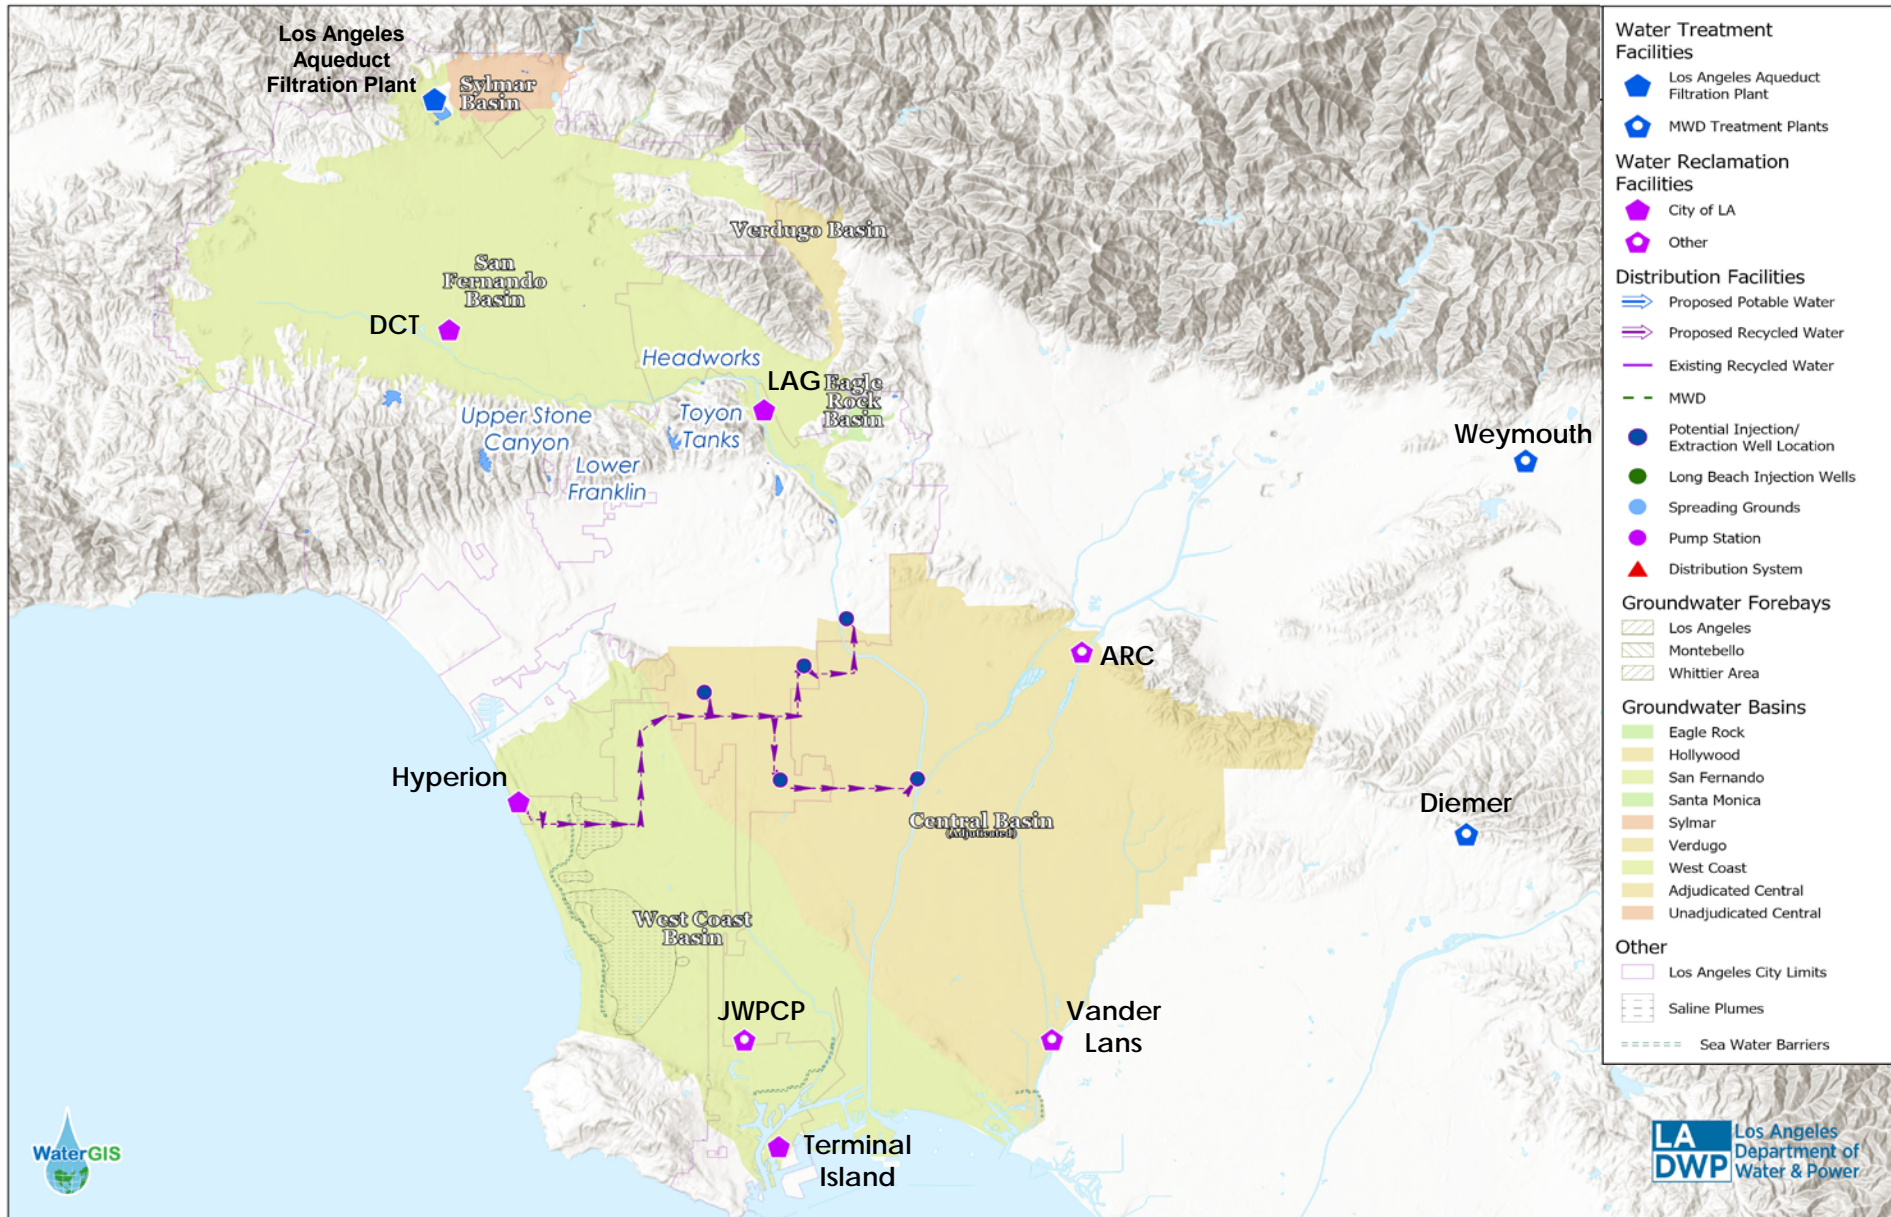 Los Angeles
Aqueduct
Filtration Plant
Sylmar
Basin
Verdugo Basin
San
Fernando
Basin
DCT
Headworks
LAG
Eagle
Rock
Basin
Upper Stone
Canyon
Toyon
Tanks
Lower
Franklin
Weymouth
ARC
Hyperion
Central Basin
(Adjudicated)
Diemer
West Coast
Basin
JWPCP
Vander
Lans
Terminal
Island
WaterGIS
Water Treatment
Facilities
Los Angeles Aqueduct
Filtration Plant
MWD Treatment Plants
Water Reclamation
Facilities
City of LA
Other
Distribution Facilities
Proposed Potable Water
Proposed Recycled Water
Existing Recycled Water
MWD
Potential Injection/
Extraction Well Location
Long Beach Injection Wells
Spreading Grounds
Pump Station
Distribution System
Groundwater Forebays
Los Angeles
Montebello
Whittier Area
Groundwater Basins
Eagle Rock
Hollywood
San Fernando
Santa Monica
Sylmar
Verdugo
West Coast
Adjudicated Central
Unadjudicated Central
Other
Los Angeles City Limits
Saline Plumes
Sea Water Barriers
LA
DWP
Los Angeles
Department of
Water & Power